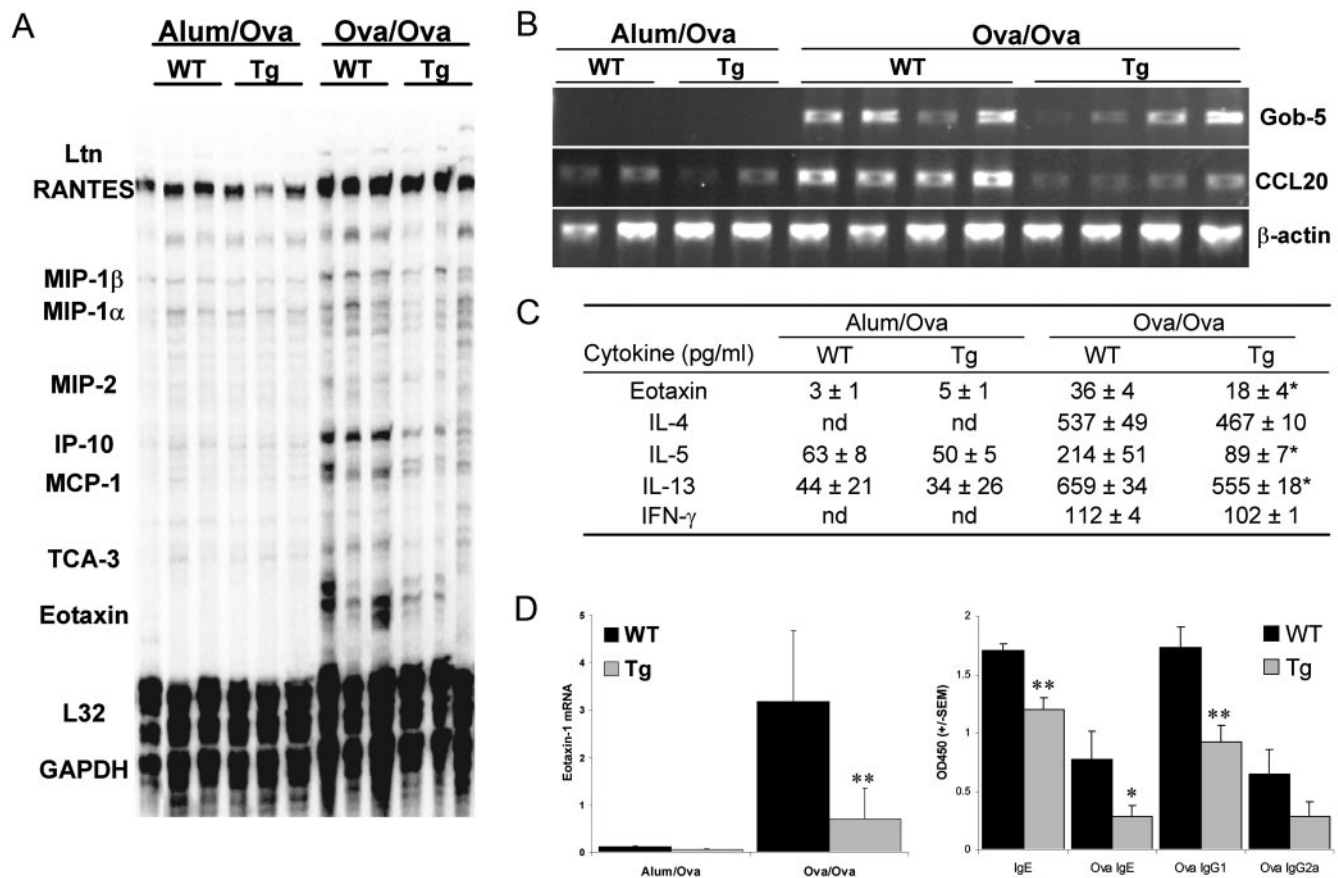 A
Alum/Ova Ova/Ova
WT Tg WT Tg
Ltn
RANTES
MIP-1β
MIP-1α
MIP-2
IP-10
MCP-1
TCA-3
Eotaxin
L32
GAPDH
B
Alum/Ova Ova/Ova
WT Tg WT Tg
Gob-5
CCL20
β-actin
C
Alum/Ova Ova/Ova
Cytokine (pg/ml) WT Tg WT Tg
Eotaxin 3 ± 1 5 ± 1 36 ± 4 18 ± 4*
IL-4 nd nd 537 ± 49 467 ± 10
IL-5 63 ± 8 50 ± 5 214 ± 51 89 ± 7*
IL-13 44 ± 21 34 ± 26 659 ± 34 555 ± 18*
IFN-γ nd nd 112 ± 4 102 ± 1
D
Eotaxin-1 mRNA
5
4
3
2
1
0
WT
Tg
**
Alum/Ova Ova/Ova
OD450 (+/-SEM)
2
1.5
1
0.5
0
WT
Tg
**
*
**
IgE Ova IgE Ova IgG1 Ova IgG2a